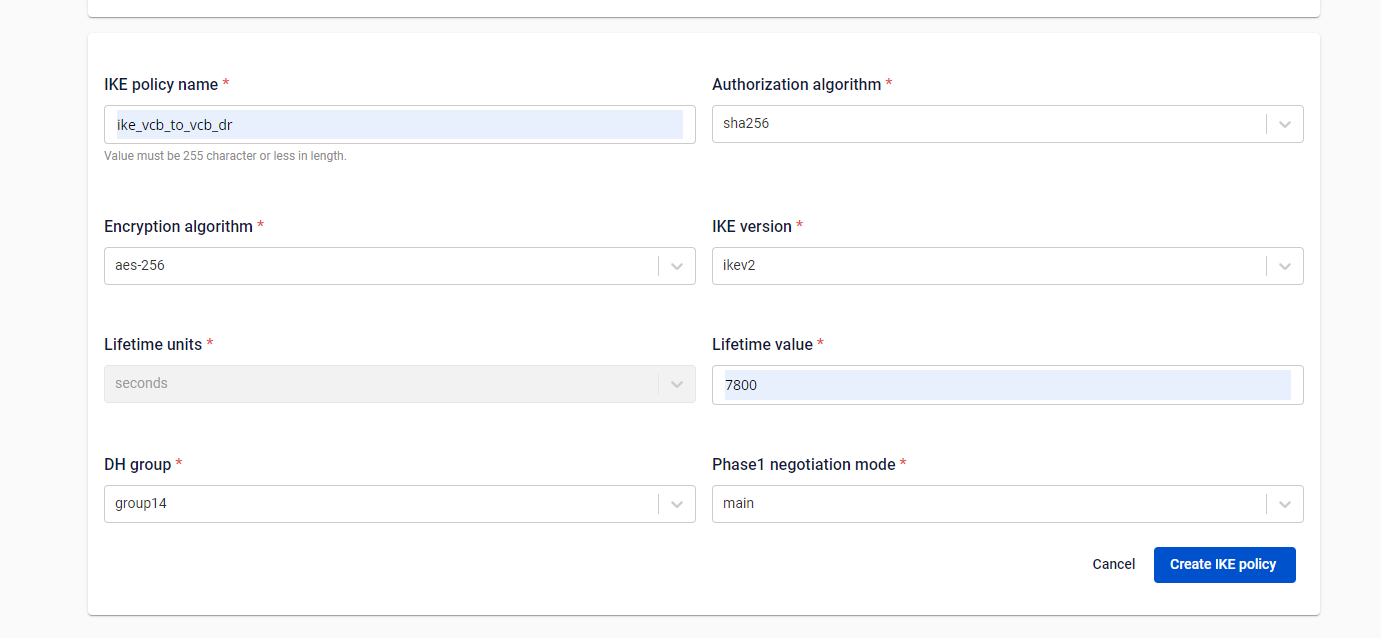 IKE policy name *
Authorization algorithm *
ike_vcb_to_vcb_dr
sha256
Value must be 255 character or less in length.
Encryption algorithm *
IKE version *
aes-256
ikev2
Lifetime units *
Lifetime value *
seconds
7800
DH group *
Phase1 negotiation mode *
group14
main
Cancel
Create IKE policy